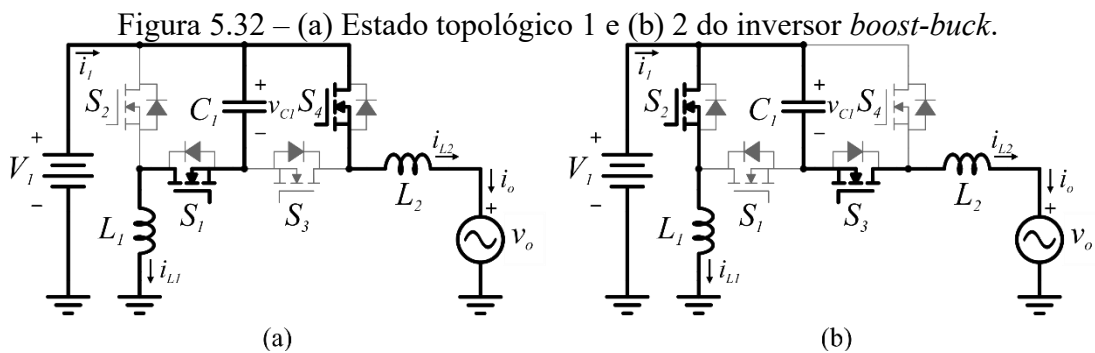 Figura 5.32 – (a) Estado topológico 1 e (b) 2 do inversor boost-buck.
i1
S2
C1
+
vC1
–
S4
+
V1
–
S1
S3
iL2
L2
io
+
vo
L1
iL1
(a)
i1
S2
C1
+
vC1
–
S4
+
V1
–
S1
S3
iL2
L2
io
+
vo
L1
iL1
(b)